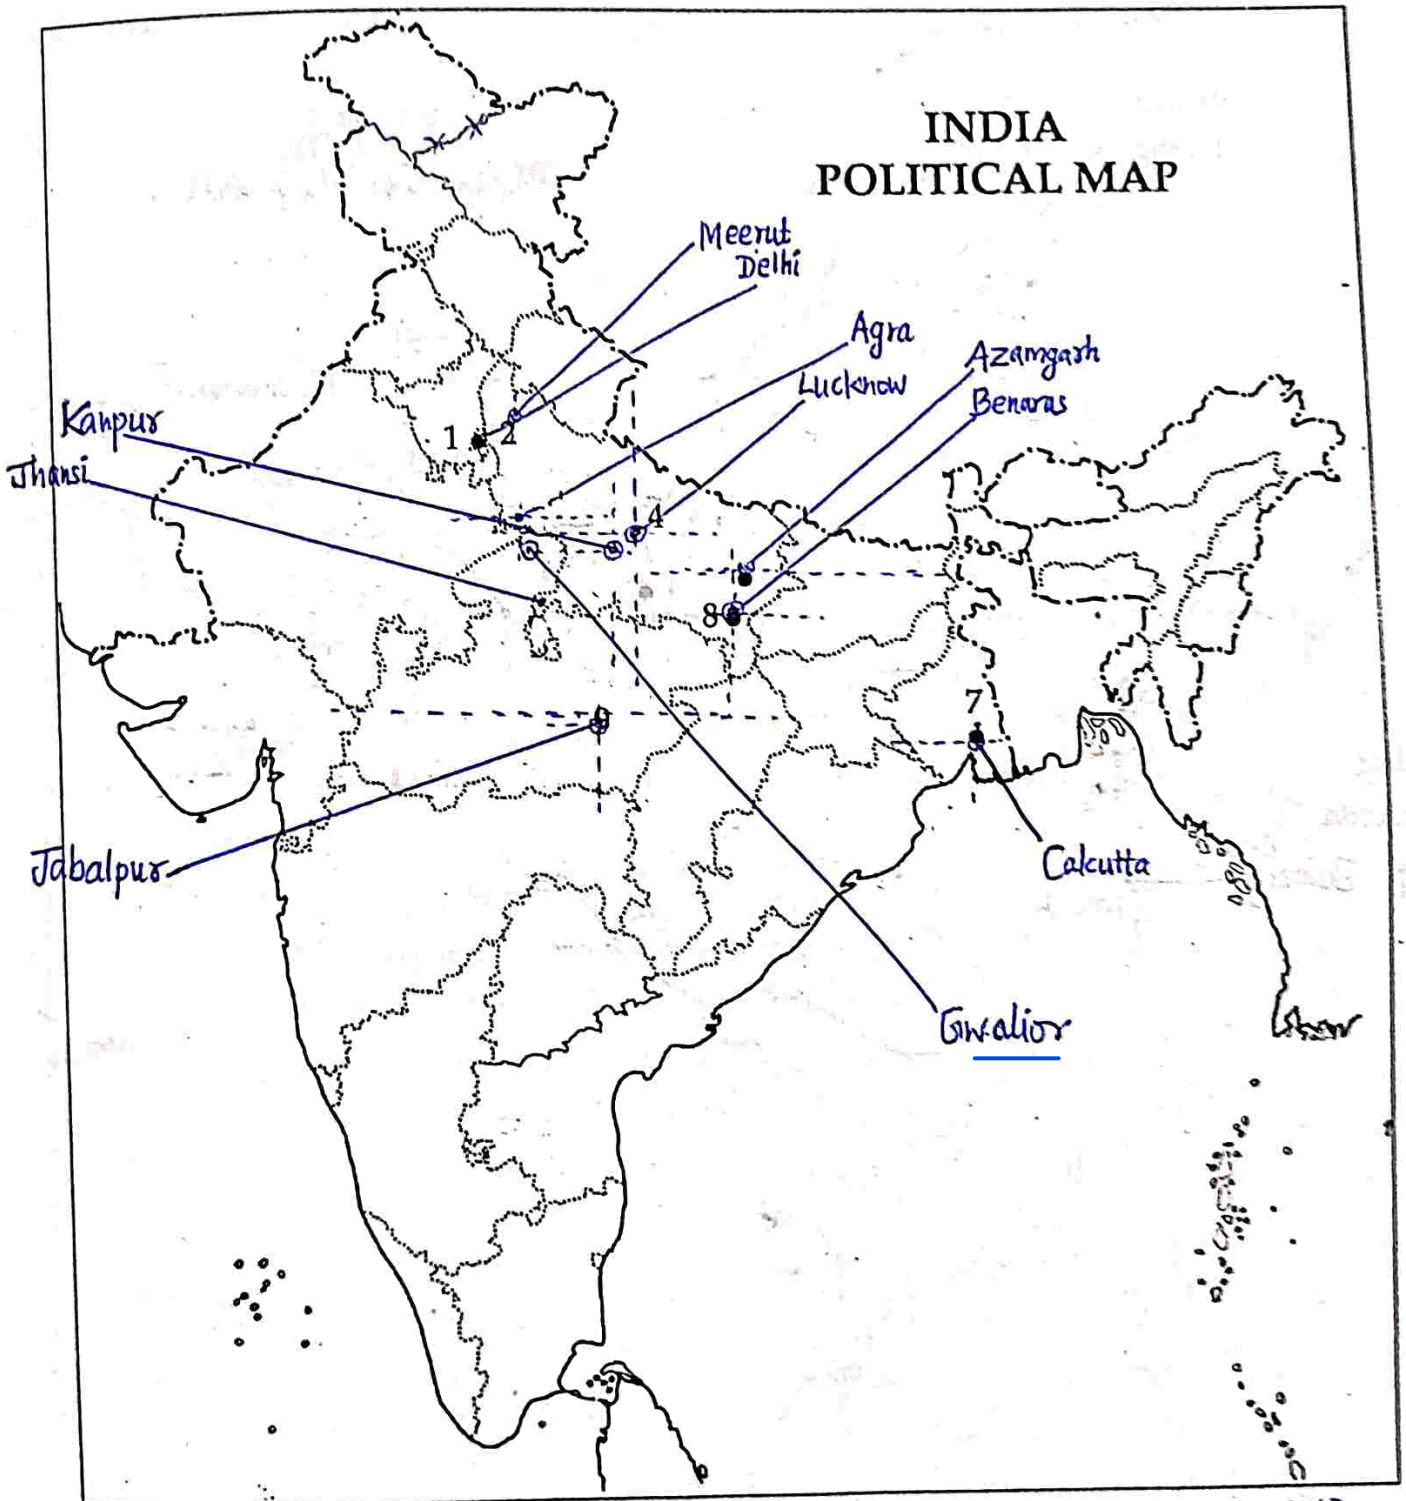 INDIA
POLITICAL MAP
Meerut
Delhi
Agra
Lucknow
Azamgarh
Benaras
Kanpur
Jhansi
1
2
4
8
7
9
Jabalpur
Calcutta
Gwalior